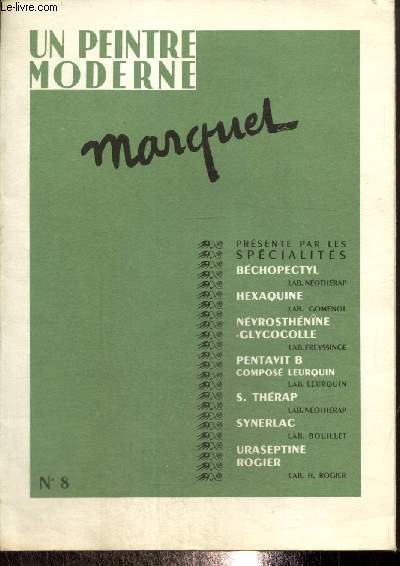 Le-livre.com
UN PEINTRE
MODERNE
marquet
PRÉSENTÉ PAR LES
SPÉCIALITÉS
BÉCHOPECTYL
LAB. NÉOTHÉRAP
HEXAQUINE
LAB. GOMENOL
NÉVROSTHÉNINE
-GLYCOCOLLE
LAB. FREYSSINGE
PENTAVIT B
COMPOSÉ LEURQUIN
LAB. LEURQUIN
S. THÉRAP
LAB. NÉOTHÉRAP
SYNERLAC
LAB. BOUILLET
URASEPTINE
ROGIER
LAB. H. ROGIER
N° 8